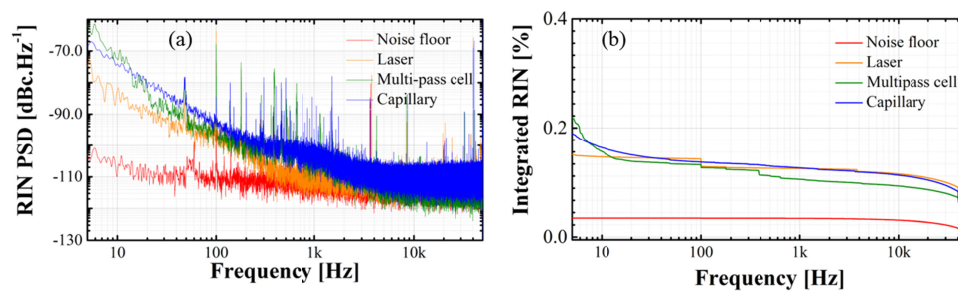 (a)
RIN PSD [dBc.Hz-1]
-70.0
-90.0
-110
-130
Noise floor
Laser
Multi-pass cell
Capillary
10
100
1k
10k
Frequency [Hz]
(b)
Integrated RIN [%]
0.4
0.2
0.0
Noise floor
Laser
Multipass cell
Capillary
10
100
1k
10k
Frequency [Hz]